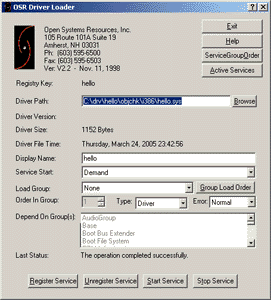 OSR Driver Loader
Open Systems Resources, Inc.
105 Route 101A Suite 19
Amherst, NH 03031
Ph: (603) 595-6500
Fax: (603) 595-6503
Ver: V2.2 - Nov. 11, 1998
Exit
Help
ServiceGroupOrder
Active Services
Registry Key: hello
Driver Path: C:\drv\hello\objchk\i386\hello.sys Browse
Driver Version:
Driver Size: 1152 Bytes
Driver File Time: Thursday, March 24, 2005 23:42:56
Display Name: hello
Service Start: Demand
Load Group: None Group Load Order
Order In Group: 1 Type: Driver Error: Normal
Depend On Group(s): AudioGroup
Base
Boot Bus Extender
Boot File System
Last Status: The operation completed successfully.
Register Service Unregister Service Start Service Stop Service